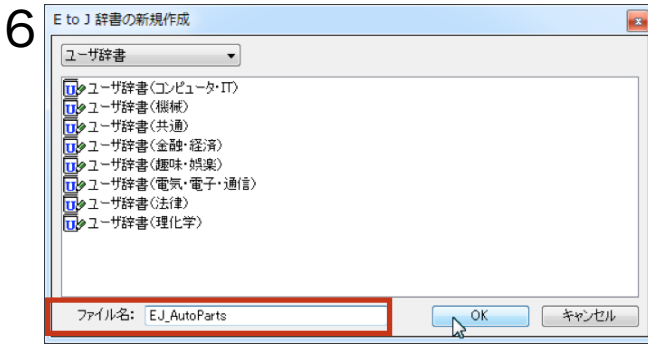 6
E to J 辞書の新規作成
ユーザ辞書
ユーザ辞書(コンピュータ・IT)
ユーザ辞書(機械)
ユーザ辞書(共通)
ユーザ辞書(金融・経済)
ユーザ辞書(趣味・娯楽)
ユーザ辞書(電気・電子・通信)
ユーザ辞書(法律)
ユーザ辞書(理化学)
ファイル名: EJ_AutoParts OK キャンセル